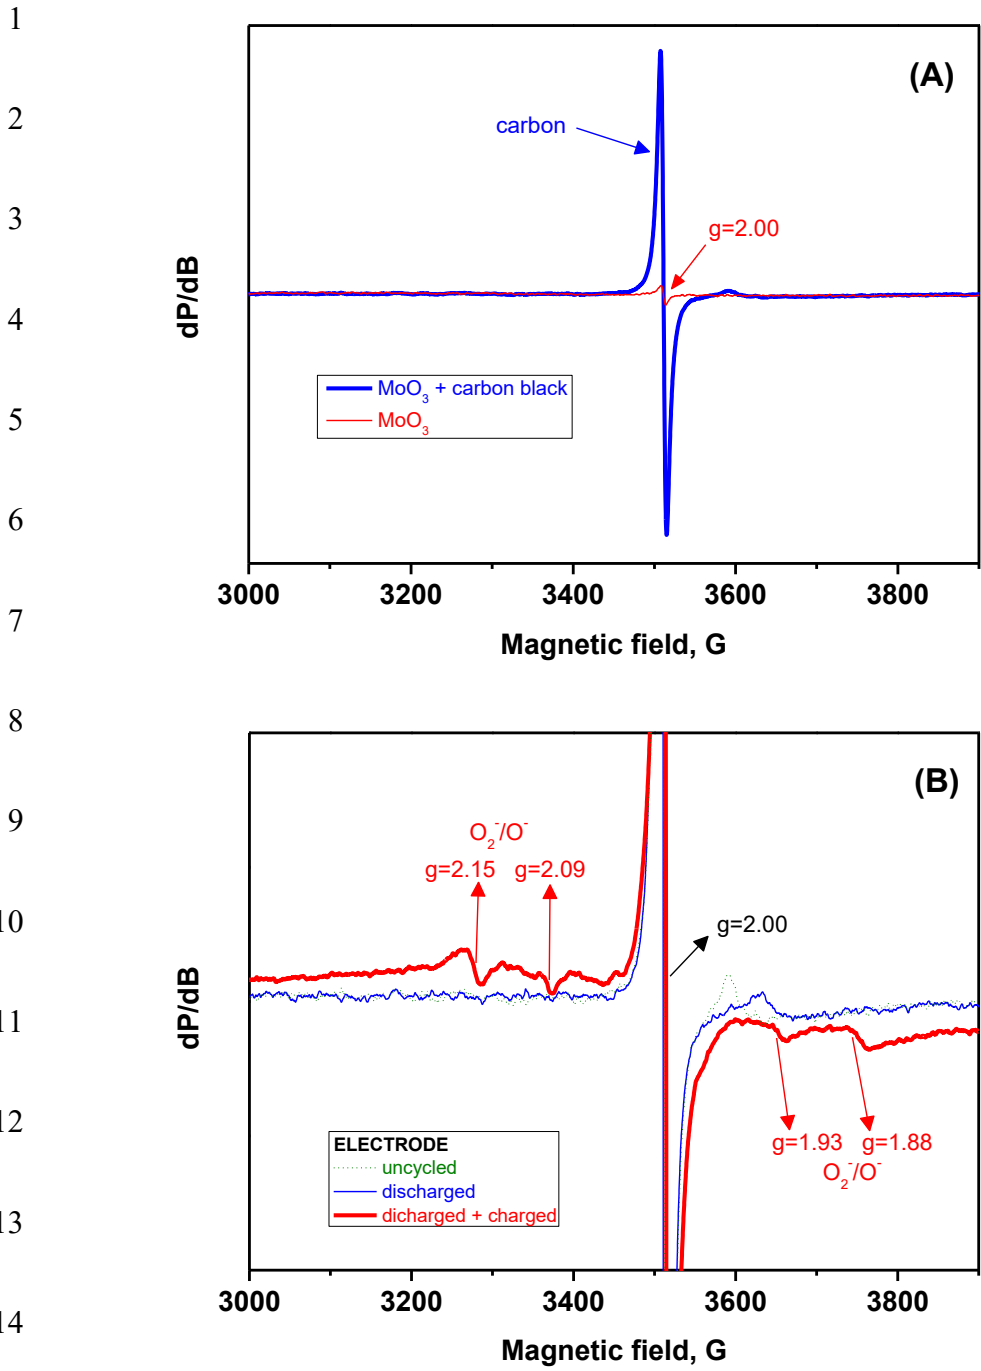 1
(A)
2
carbon
3
g=2.00
dP/dB
4
MoO3 + carbon black
MoO3
5
6
3000 3200 3400 3600 3800
7
Magnetic field, G
8
(B)
9
O2-/O-
g=2.15 g=2.09
10
g=2.00
dP/dB
11
12
g=1.93 g=1.88
O2-/O-
ELECTRODE
uncycled
discharged
dicharged + charged
13
3000 3200 3400 3600 3800
14
Magnetic field, G